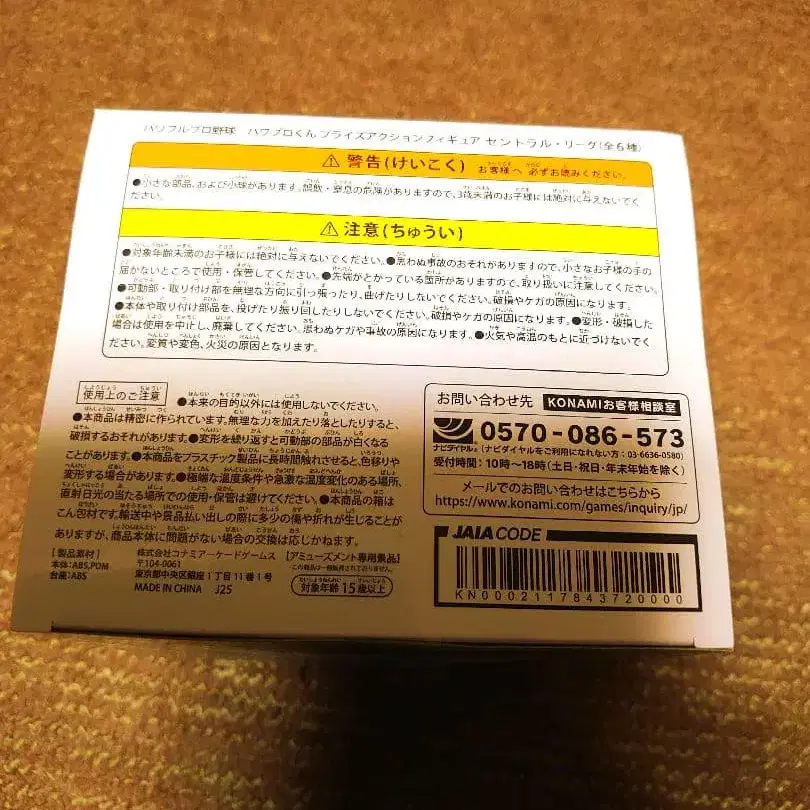 パワフルプロ野球 パワプロくん プライズアクションフィギュア セントラル・リーグ(全6種)
⚠ 警告(けいこく) お客様へ 必ずお読みください。
●小さな部品、および小球があります。誤飲・窒息の危険がありますので、3歳未満のお子様には絶対に与えないでく
ださい。
⚠ 注意(ちゅうい)
●対象年齢未満のお子様には絶対に与えないでください。●思わぬ事故のおそれがありますので、小さなお子様の手の
届かないところで使用・保管してください。●先端がとがっている箇所がありますので、取り扱いに注意してください。
●可動部・取り付け部を無理な方向に引っ張ったり、曲げたりしないでください。破損やケガの原因になります。
●本体や取り付け部品を、投げたり振り回したりしないでください。破損やケガの原因になります。●変形・破損した
場合は使用を中止し、廃棄してください。思わぬケガや事故の原因になります。●火気や高温のもとに近づけないでく
ださい。変質や変色、火災の原因となります。
使用上のご注意 ●本来の目的以外には使用しないでください。
●本商品は精密に作られています。無理な力を加えたり落としたりすると、
破損するおそれがあります。●変形を繰り返すと可動部の部品が白くなる
ことがあります。●本商品をプラスチック製品に長時間触れさせると、色移りや
変形する場合があります。●極端な温度条件や急激な温度変化のある場所、
直射日光の当たる場所での使用・保管は避けてください。●本商品の箱は
こん包材です。輸送中や景品払い出しの際に多少の傷や折れが生じることが
ありますが、商品本体に問題がない場合の交換は応じかねます。
【製品素材】
本体:ABS,PDM
台座:ABS
株式会社コナミアーケードゲームス
〒104-0061
東京都中央区銀座1丁目11番1号
MADE IN CHINA J25
【アミューズメント専用景品】
この商品は一般販売されておりません。
対象年齢15歳以上
お問い合わせ先 KONAMIお客様相談室
ナビダイヤル 0570-086-573
(ナビダイヤルをご利用になれない方:03-6636-0580)
受付時間:10時~18時(土日・祝日・年末年始を除く)
メールでのお問い合わせはこちらから
https://www.konami.com/games/inquiry/jp/
JAIA CODE
KN0002117843720000